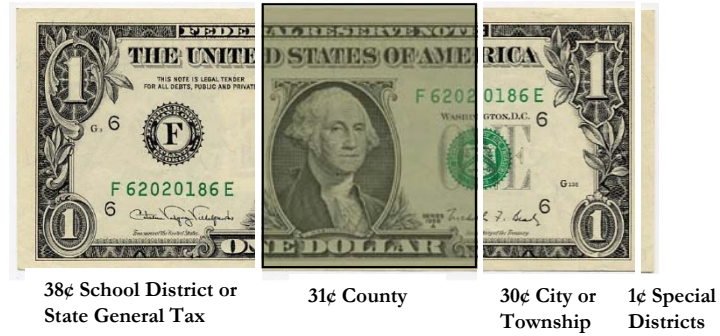 FEDERAL RESERVE NOTE
THE UNITED STATES OF AMERICA
THIS NOTE IS LEGAL TENDER
FOR ALL DEBTS, PUBLIC AND PRIVATE
F 62020186 E
WASHINGTON, D.C.
6
6
F
1
1
F 62020186 E
6
6
ONE DOLLAR
1
1
38¢ School District or
State General Tax
31¢ County
30¢ City or
Township
1¢ Special
Districts